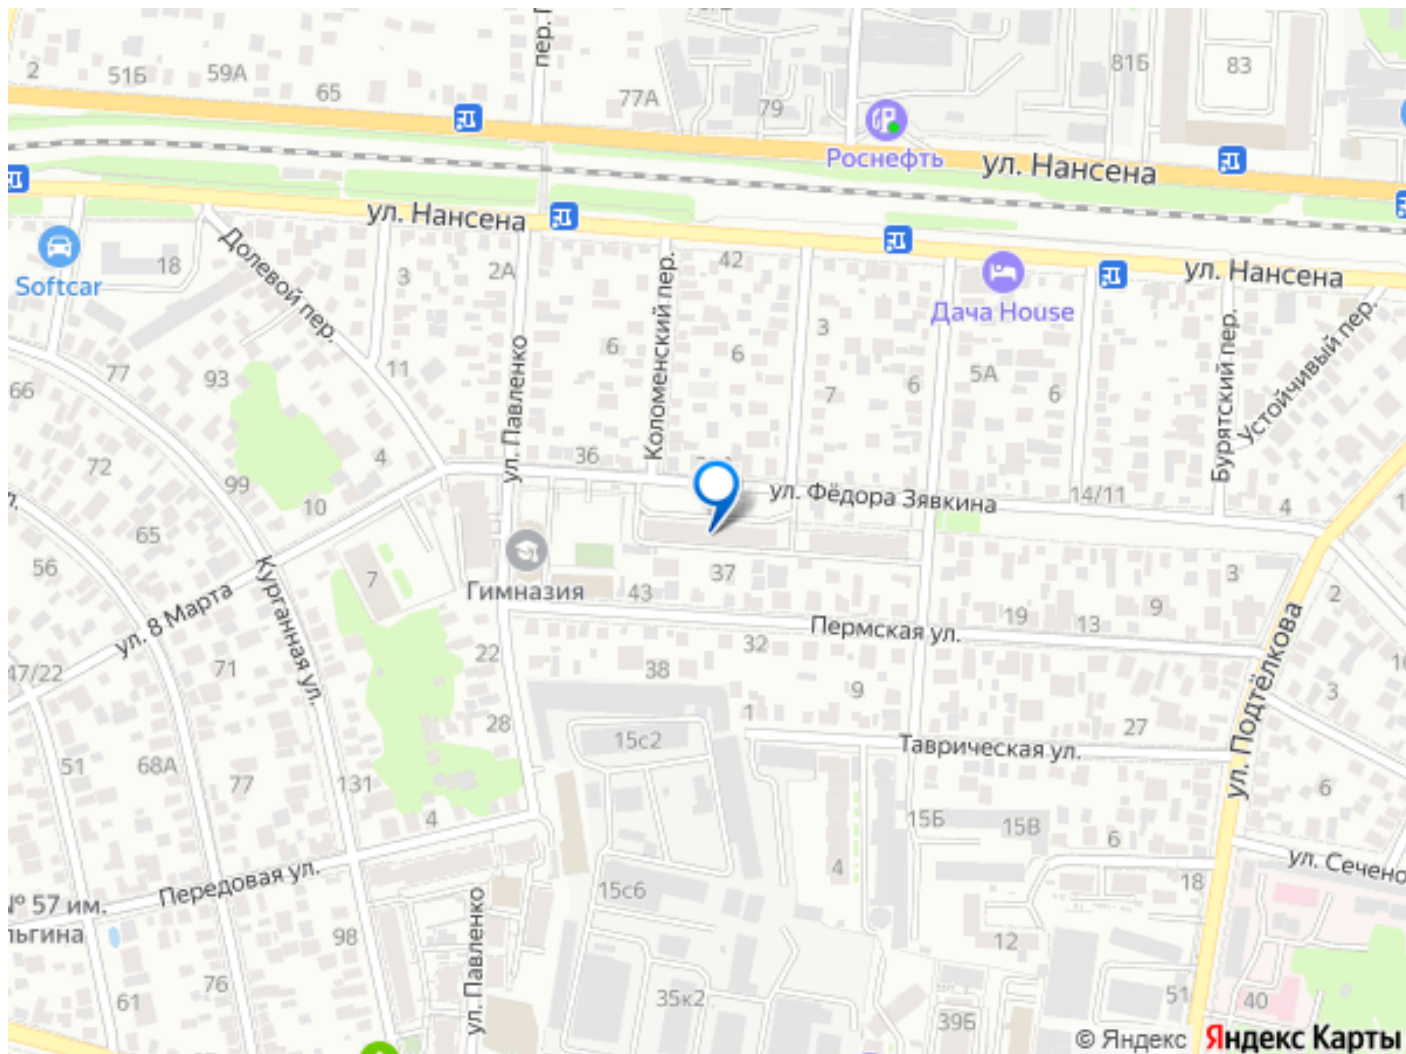 2
51Б
59А
65
пер.
77А
79
81Б
83
Роснефть
ул. Нансена
ул. Нансена
ул. Нансена
Softcar
18
Долевой пер.
3
2А
42
Коломенский пер.
6
6
3
Дача House
5А
6
6
7
Бурятский пер.
Устойчивый пер.
66
77
93
11
ул. Павленко
72
99
4
36
10
65
ул. Фёдора Зявкина
14/11
4
56
Курганная ул.
7
Гимназия
43
37
19
13
9
3
2
ул. 8 Марта
Пермская ул.
47/22
71
22
38
32
9
ул. Подтёлкова
3
28
1
15с2
Таврическая ул.
27
51
68А
77
131
4
6
15Б
15В
6
Передовая ул.
4
ул. Сечено
№ 57 им.
льгина
15с6
18
98
ул. Павленко
12
76
61
35к2
39Б
51
40
© Яндекс
Яндекс Карты